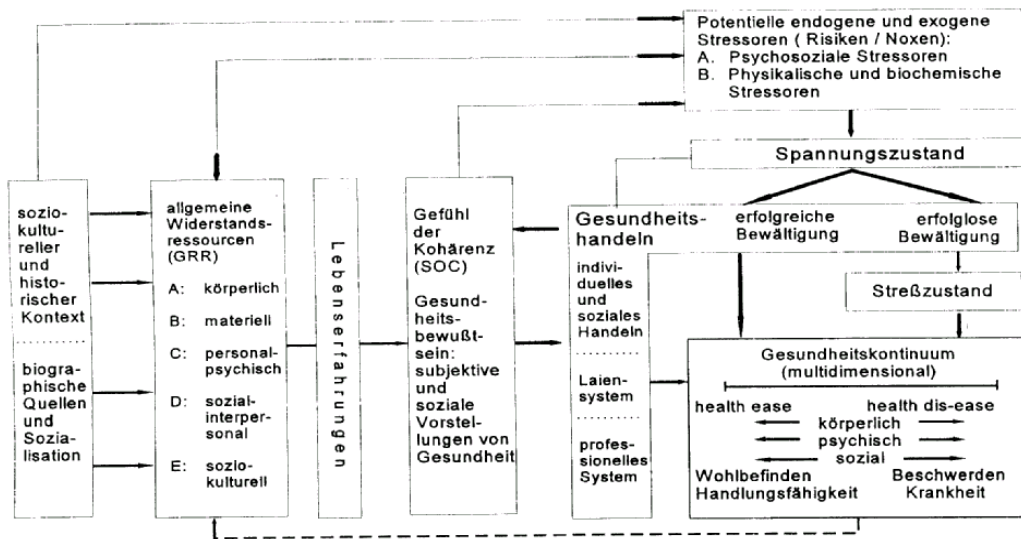 Potentielle endogene und exogene
Stressoren ( Risiken / Noxen):
A. Psychosoziale Stressoren
B. Physikalische und biochemische
Stressoren
Spannungszustand
sozio-
kultu-
reller
und
histo-
rischer
Kontext
biogra-
phische
Quellen
und
Sozia-
lisation
allgemeine
Widerstands-
ressourcen
(GRR)
A: körperlich
B: materiell
C: personal-
psychisch
D: sozial-
interper-
sonal
E: sozio-
kulturell
Lebenserfahrungen
Gefühl
der
Kohärenz
(SOC)
Gesund-
heits-
bewußt-
sein:
subjektive
und
soziale
Vorstel-
lungen von
Gesundheit
Gesundheits-
handeln
indivi-
duelles
und
soziales
Handeln
Laien-
system
profes-
sionelles
System
erfolgreiche
Bewältigung
erfolglose
Bewältigung
Streßzustand
Gesundheitskontinuum
(multidimensional)
health ease health dis-ease
körperlich
psychisch
sozial
Wohlbefinden Beschwerden
Handlungsfähigkeit Krankheit